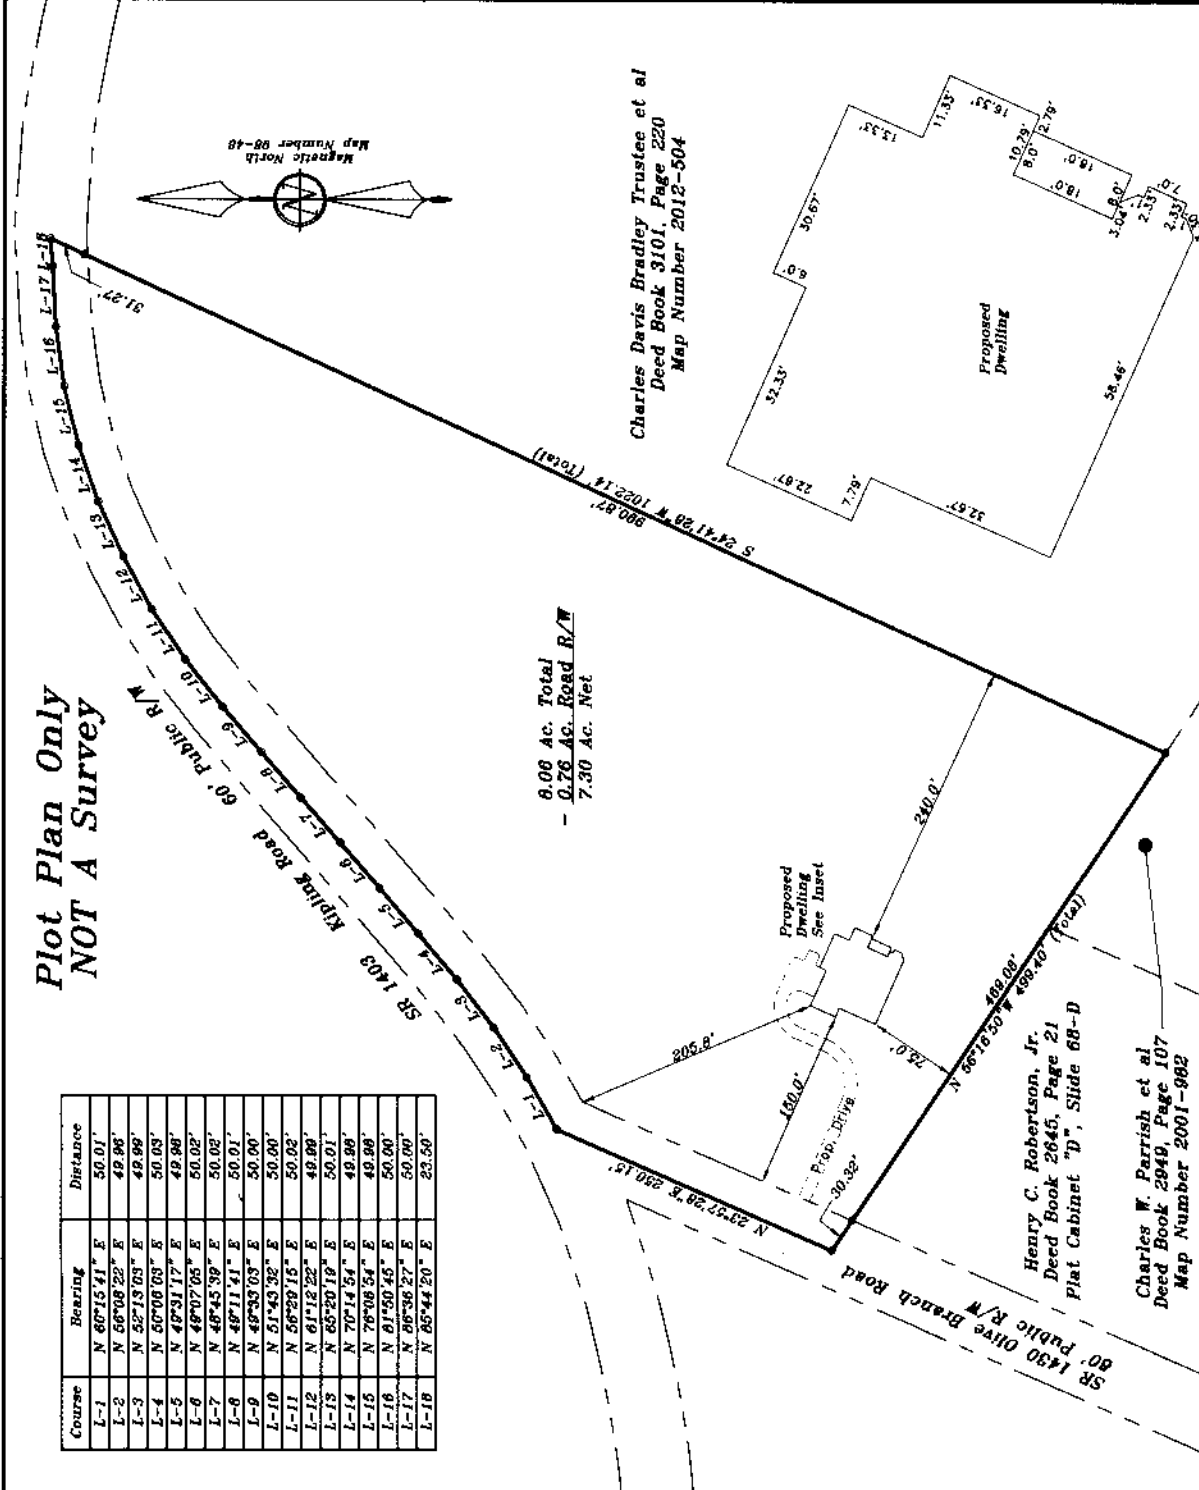 Plot Plan Only
NOT A Survey
Course Bearing Distance
L-1 N 60°15'41" E 50.01'
L-2 N 56°08'22" E 49.96'
L-3 N 52°13'03" E 49.99'
L-4 N 50°06'03" E 50.03'
L-5 N 49°31'17" E 49.98'
L-6 N 49°07'05" E 50.02'
L-7 N 48°45'39" E 50.02'
L-8 N 49°11'41" E 50.01'
L-9 N 49°33'03" E 50.00'
L-10 N 51°43'32" E 50.00'
L-11 N 56°29'15" E 50.02'
L-12 N 61°12'22" E 49.99'
L-13 N 65°20'19" E 50.01'
L-14 N 70°14'54" E 49.98'
L-15 N 76°06'54" E 49.98'
L-16 N 81°50'45" E 50.00'
L-17 N 86°36'27" E 50.00'
L-18 N 85°44'20" E 23.50'
Magnetic North
Map Number 98-48
N
L-1
L-2
L-3
L-4
L-5
L-6
L-7
L-8
L-9
L-10
L-11
L-12
L-13
L-14
L-15
L-16
L-17
L-18
31.27'
SR 1403
Kipling Road
60' Public R/W
8.06 Ac. Total
- 0.76 Ac. Road R/W
7.30 Ac. Net
990.87'
S 24°41'28" W 1022.14' (Total)
Charles Davis Bradley Trustee et al
Deed Book 3101, Page 220
Map Number 2012-504
Proposed
Dwelling
See Inset
205.8'
150.0'
75.0'
240.0'
Prop. Drive
30.32'
N 23°57'28"E 250.15'
469.08'
N 56°16'50" W 499.40' (Total)
SR 1430 Olive Branch Road
60' Public R/W
Henry C. Robertson, Jr.
Deed Book 2645, Page 21
Plat Cabinet "D", Slide 68-D
Charles W. Parrish et al
Deed Book 2949, Page 107
Map Number 2001-982
Proposed
Dwelling
58.46'
32.67'
7.79'
22.67'
32.33'
6.0'
30.67'
13.33'
11.33'
16.33'
2.79'
10.79'
8.0'
18.0'
18.0'
8.0'
3.04'
2.33'
7.0'
2.33'